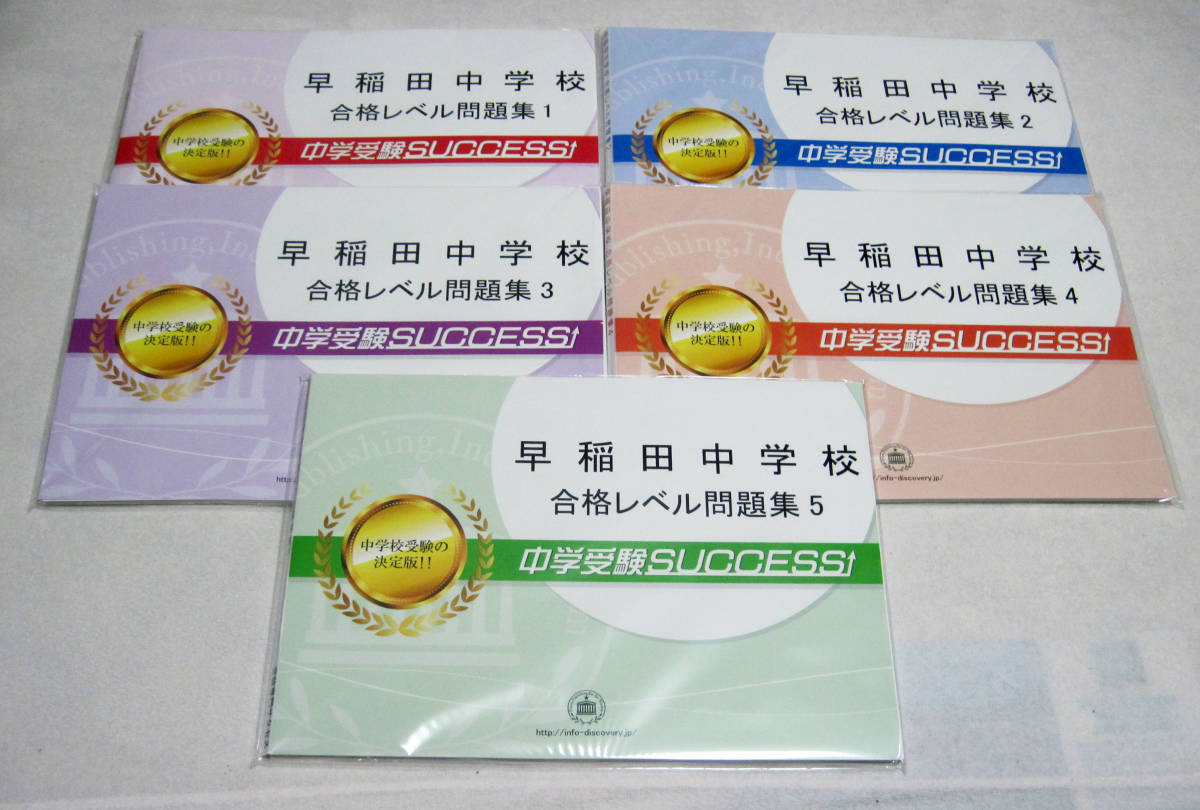 早稲田中学校
合格レベル問題集1
中学校受験の
決定版!!
中学受験SUCCESS↑
早稲田中学校
合格レベル問題集2
中学校受験の
決定版!!
中学受験SUCCESS↑
ublishing,Inc
早稲田中学校
合格レベル問題集3
中学校受験の
決定版!!
中学受験SUCCESS↑
早稲田中学校
合格レベル問題集4
中学校受験の
決定版!!
中学受験SUCCESS↑
/info-discovery.jp/
早稲田中学校
合格レベル問題集5
中学校受験の
決定版!!
中学受験SUCCESS↑
http://info-discovery.jp/